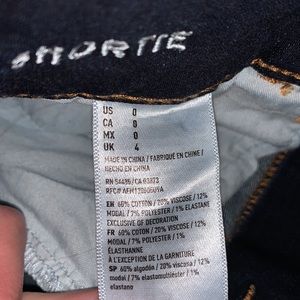 SHORTIE
US 0
CA 0
MX 0
UK 4
MADE IN CHINA / FABRIQUÉ EN CHINE /
HECHO EN CHINA
RN 54485/CA 03873
EN 60% COTTON / 20% VISCOSE / 12%
MODAL / 7% POLYESTER / 1% ELASTANE
EXCLUSIVE OF DECORATION
FR 60% COTON / 20% VISCOSE / 12%
MODAL / 7% POLYESTER / 1%
ÉLASTHANNE
À L'EXCEPTION DE LA GARNITURE
SP 60% algodón / 20% viscosa / 12%
modal / 7% elastomultiéster / 1%
elastano